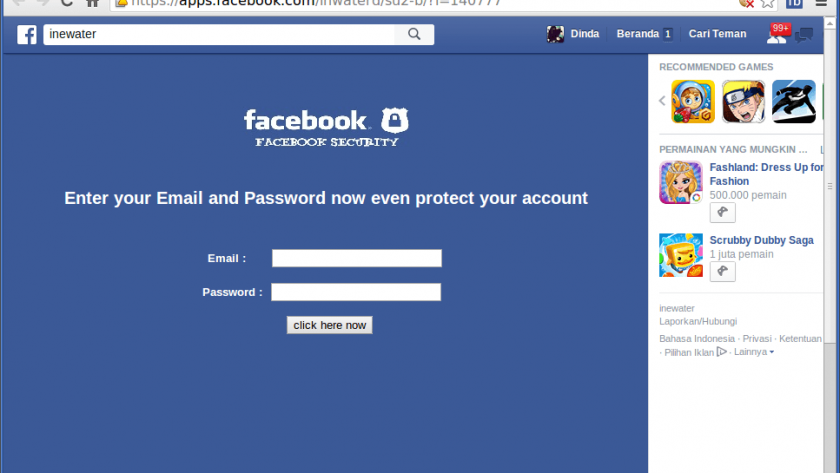 https://apps.facebook.com/inwaterd/sd2-b/?f=140777
inewater
Dinda
Beranda 1
Cari Teman
99+
facebook
FACEBOOK SECURITY
Enter your Email and Password now even protect your account
Email :
Password :
click here now
RECOMMENDED GAMES
PERMAINAN YANG MUNGKIN ...
Fashland: Dress Up for
Fashion
500.000 pemain
Scrubby Dubby Saga
1 juta pemain
inewater
Laporkan/Hubungi
Bahasa Indonesia · Privasi · Ketentuan
· Pilihan Iklan · Lainnya